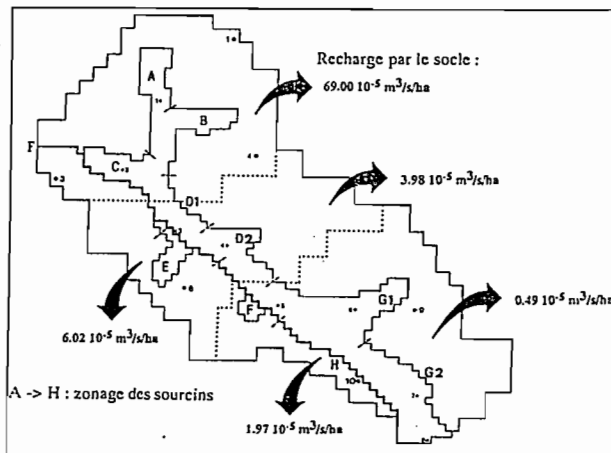 Recharge par le socle :
69.00 10⁻⁵ m³/s/ha
A
B
F
C
3.98 10⁻⁵ m³/s/ha
D1
D2
E
6.02 10⁻⁵ m³/s/ha
F
G1
0.49 10⁻⁵ m³/s/ha
H
G2
A -> H : zonage des sourcins
1.97 10⁻⁵ m³/s/ha